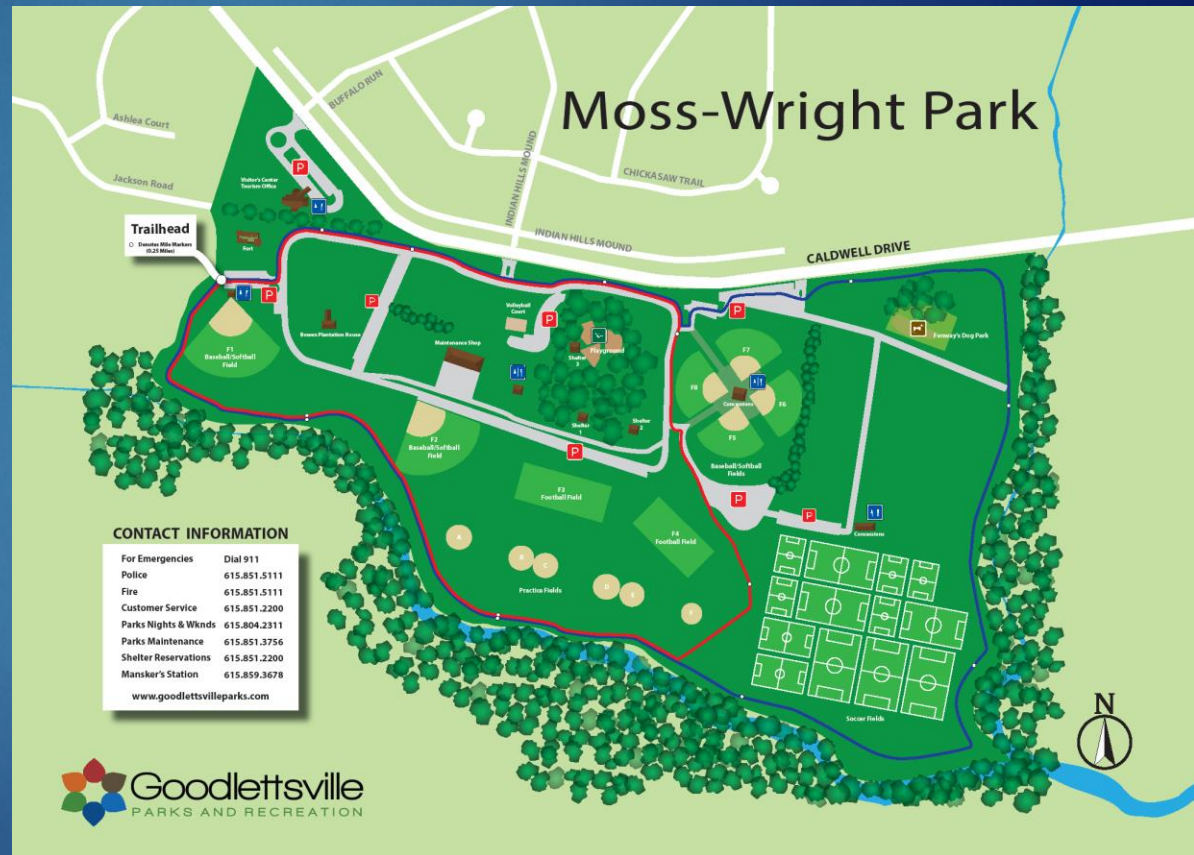 Moss-Wright Park
BUFFALO RUN
Ashlea Court
Jackson Road
INDIAN HILLS MOUND
CHICKASAW TRAIL
INDIAN HILLS MOUND
CALDWELL DRIVE
Visitor's Center
Tourism Office
P
Trailhead
Denotes Mile Markers
(0.25 Miles)
Fort
P
P
Bowen Plantation House
Maintenance Shop
Volleyball
Court
P
Playground
Shelter
3
Shelter
1
Shelter
2
P
Fenway's Dog Park
F1
Baseball/Softball
Field
F2
Baseball/Softball
Field
P
F7
F8
Concessions
F6
F5
Baseball/Softball
Fields
P
P
Concessions
F3
Football Field
F4
Football Field
A
B
C
D
E
F
Practice Fields
Soccer Fields
N
CONTACT INFORMATION
For Emergencies Dial 911
Police 615.851.5111
Fire 615.851.5111
Customer Service 615.851.2200
Parks Nights & Wknds 615.804.2311
Parks Maintenance 615.851.3756
Shelter Reservations 615.851.2200
Mansker's Station 615.859.3678
www.goodlettsvilleparks.com
Goodlettsville
PARKS AND RECREATION